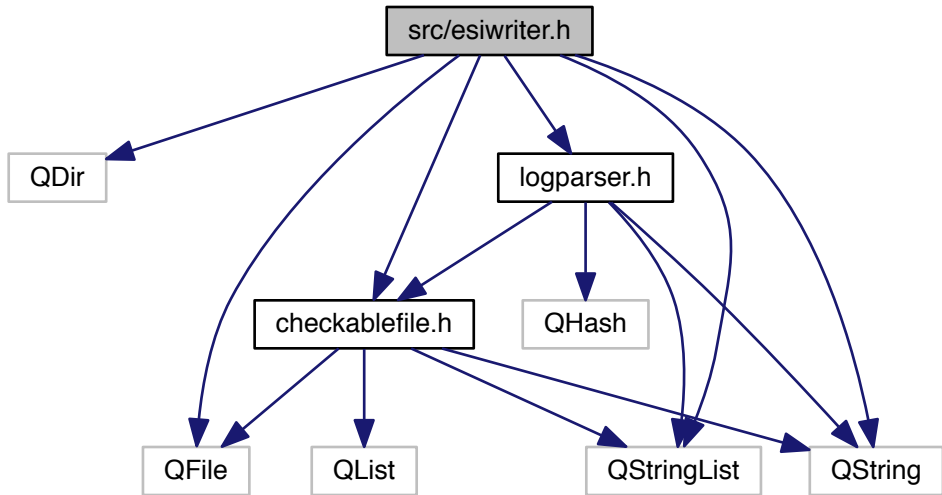 src/esiwriter.h
QDir
logparser.h
checkablefile.h
QHash
QFile
QList
QStringList
QString